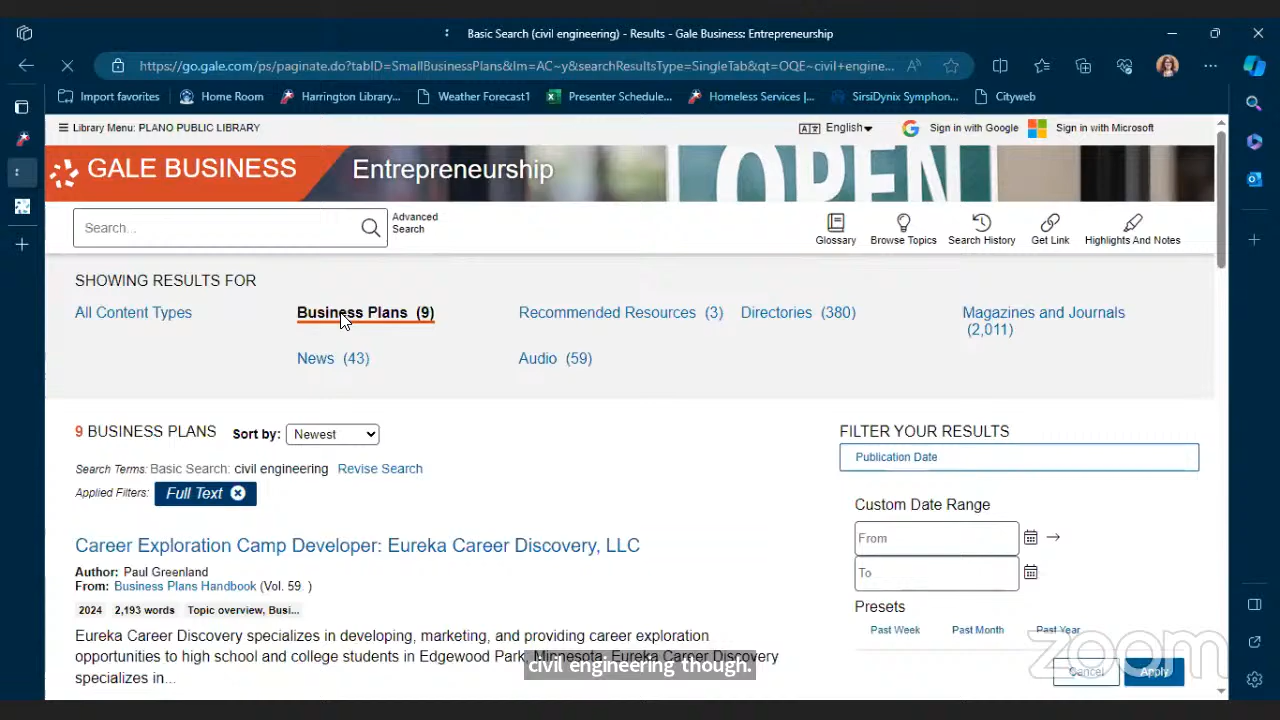 Basic Search (civil engineering) - Results - Gale Business: Entrepreneurship
https://go.gale.com/ps/paginate.do?tabID=SmallBusinessPlans&lm=AC~y&searchResultsType=SingleTab&qt=OQE~civil+engine...
Import favorites Home Room Harrington Library... Weather Forecast1 Presenter Schedule... Homeless Services |... SirsiDynix Symphon... Cityweb
Library Menu: PLANO PUBLIC LIBRARY English Sign in with Google Sign in with Microsoft
GALE BUSINESS Entrepreneurship OPEN
Search... Advanced Search
Glossary Browse Topics Search History Get Link Highlights And Notes
SHOWING RESULTS FOR
All Content Types Business Plans (9) Recommended Resources (3) Directories (380) Magazines and Journals (2,011)
News (43) Audio (59)
9 BUSINESS PLANS Sort by: Newest
FILTER YOUR RESULTS
Publication Date
Search Terms: Basic Search: civil engineering Revise Search
Applied Filters: Full Text
Custom Date Range
From
To
Presets
Past Week Past Month Past Year
Cancel Apply
Career Exploration Camp Developer: Eureka Career Discovery, LLC
Author: Paul Greenland
From: Business Plans Handbook (Vol. 59 )
2024 2,193 words Topic overview, Busi...
Eureka Career Discovery specializes in developing, marketing, and providing career exploration
opportunities to high school and college students in Edgewood Park, Minnesota. Eureka Career Discovery
specializes in...
civil engineering though.
zoom